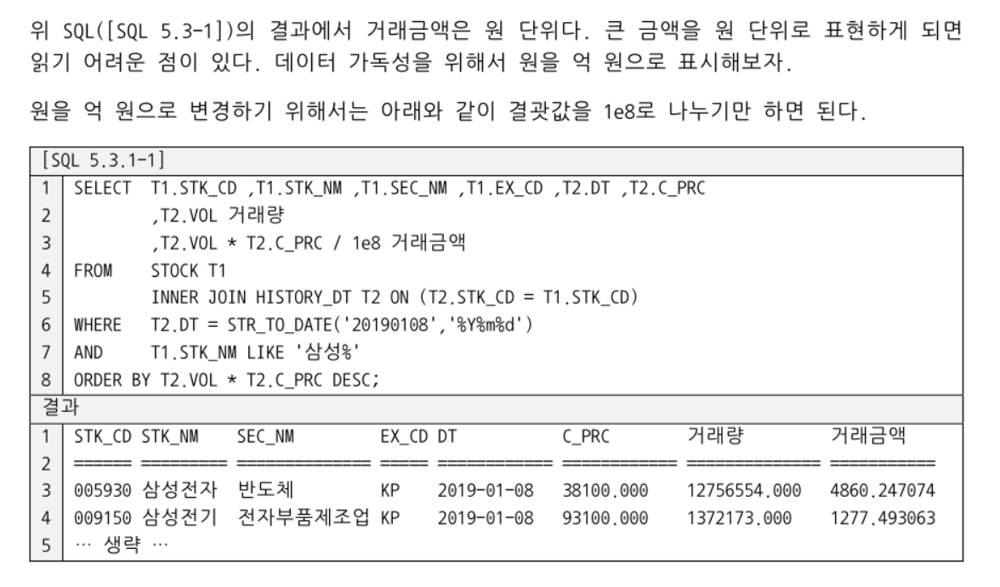 위 SQL([SQL 5.3-1])의 결과에서 거래금액은 원 단위다. 큰 금액을 원 단위로 표현하게 되면
읽기 어려운 점이 있다. 데이터 가독성을 위해서 원을 억 원으로 표시해보자.
원을 억 원으로 변경하기 위해서는 아래와 같이 결괏값을 1e8로 나누기만 하면 된다.
[SQL 5.3.1-1]
1 SELECT T1.STK_CD ,T1.STK_NM ,T1.SEC_NM ,T1.EX_CD ,T2.DT ,T2.C_PRC
2 ,T2.VOL 거래량
3 ,T2.VOL * T2.C_PRC / 1e8 거래금액
4 FROM STOCK T1
5 INNER JOIN HISTORY_DT T2 ON (T2.STK_CD = T1.STK_CD)
6 WHERE T2.DT = STR_TO_DATE('20190108','%Y%m%d')
7 AND T1.STK_NM LIKE '삼성%'
8 ORDER BY T2.VOL * T2.C_PRC DESC;
결과
1 STK_CD STK_NM SEC_NM EX_CD DT C_PRC 거래량 거래금액
2 ====== ========= ============== ===== ============ ============ ============== ===========
3 005930 삼성전자 반도체 KP 2019-01-08 38100.000 12756554.000 4860.247074
4 009150 삼성전기 전자부품제조업 KP 2019-01-08 93100.000 1372173.000 1277.493063
5 … 생략 …